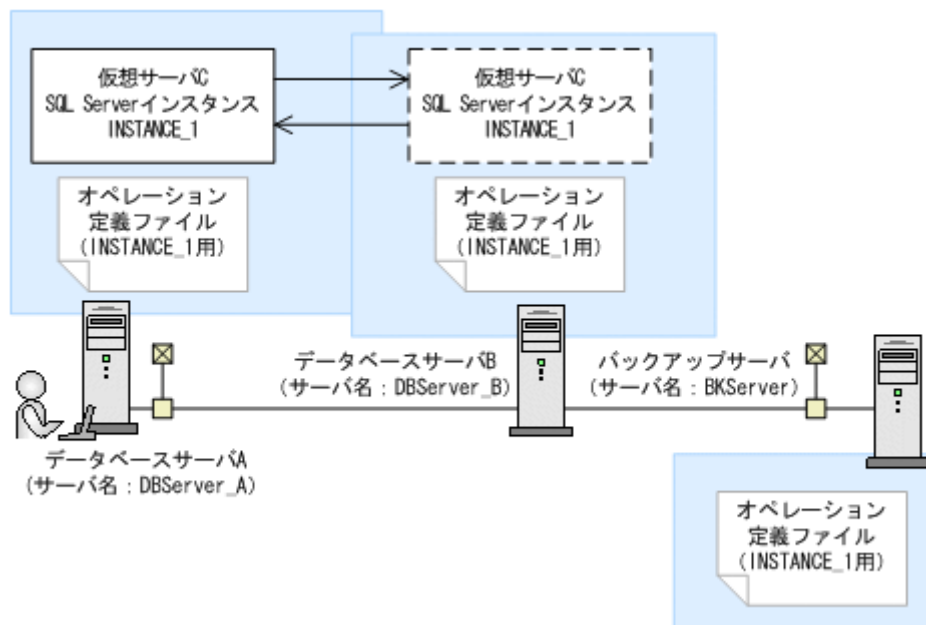 仮想サーバC
SQL Serverインスタンス
INSTANCE_1
仮想サーバC
SQL Serverインスタンス
INSTANCE_1
オペレーション
定義ファイル
(INSTANCE_1用)
オペレーション
定義ファイル
(INSTANCE_1用)
データベースサーバB
(サーバ名：DBServer_B)
バックアップサーバ
(サーバ名：BKServer)
データベースサーバA
(サーバ名：DBServer_A)
オペレーション
定義ファイル
(INSTANCE_1用)